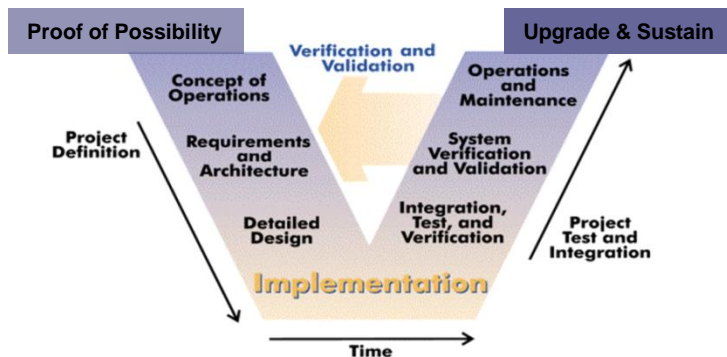 Proof of Possibility
Upgrade & Sustain
Verification and
Validation
Concept of
Operations
Operations
and
Maintenance
Project
Definition
Requirements
and
Architecture
System
Verification
and Validation
Detailed
Design
Integration,
Test, and
Verification
Project
Test and
Integration
Implementation
Time